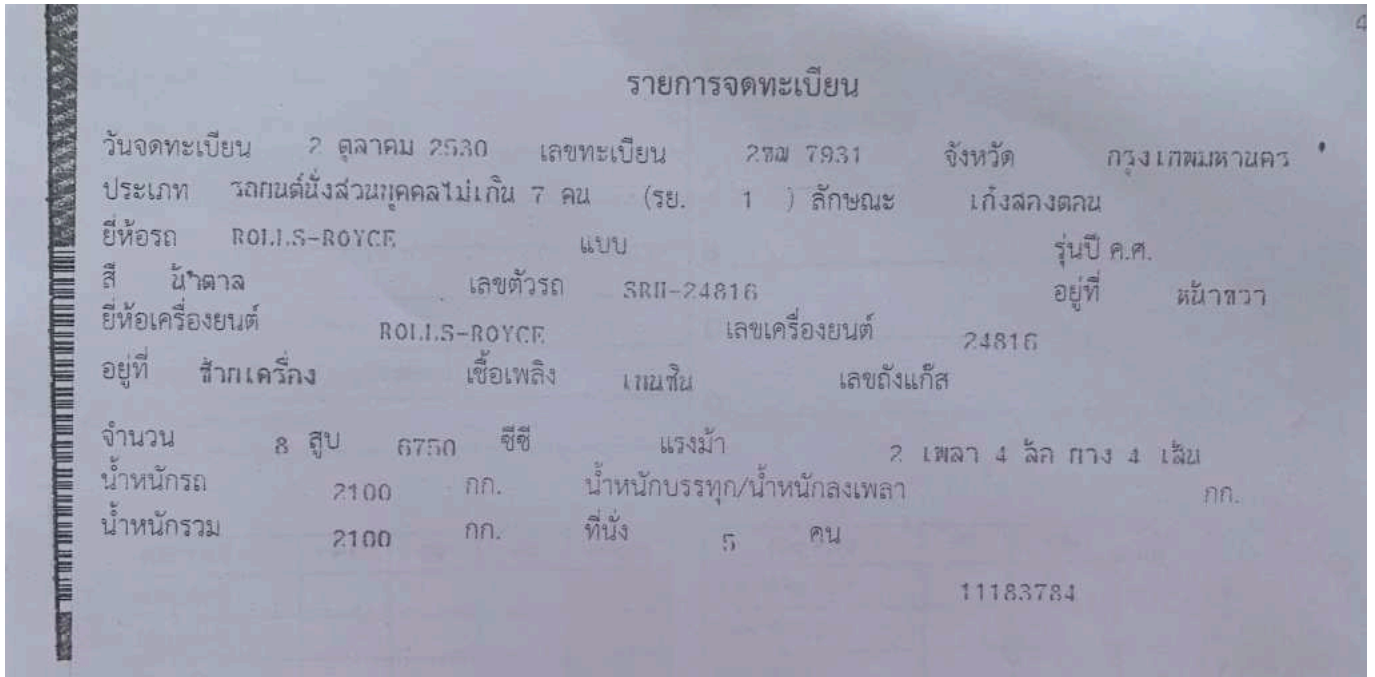 รายการจดทะเบียน
วันจดทะเบียน 2 ตุลาคม 2530 เลขทะเบียน 7931 จังหวัด กรุงเทพมหานคร
ประเภท รถยนต์นั่งส่วนบุคคลไม่เกิน 7 คน (รย. 1 ) ลักษณะ เก๋งสองตอน
ยี่ห้อรถ ROLLS-ROYCE แบบ รุ่นปี ค.ศ.
สี น้ำตาล เลขตัวรถ SRH-24816 อยู่ที่ หน้าขวา
ยี่ห้อเครื่องยนต์ ROLLS-ROYCE เลขเครื่องยนต์ 24816
อยู่ที่ ซ้ายเครื่อง เชื้อเพลิง เบนซิน เลขถังแก๊ส
จำนวน 8 สูบ 6750 ซีซี แรงม้า 2 เพลา 4 ล้อ ยาง 4 เส้น
น้ำหนักรถ 2100 กก. น้ำหนักบรรทุก/น้ำหนักลงเพลา กก.
น้ำหนักรวม 2100 กก. ที่นั่ง 5 คน
11183784